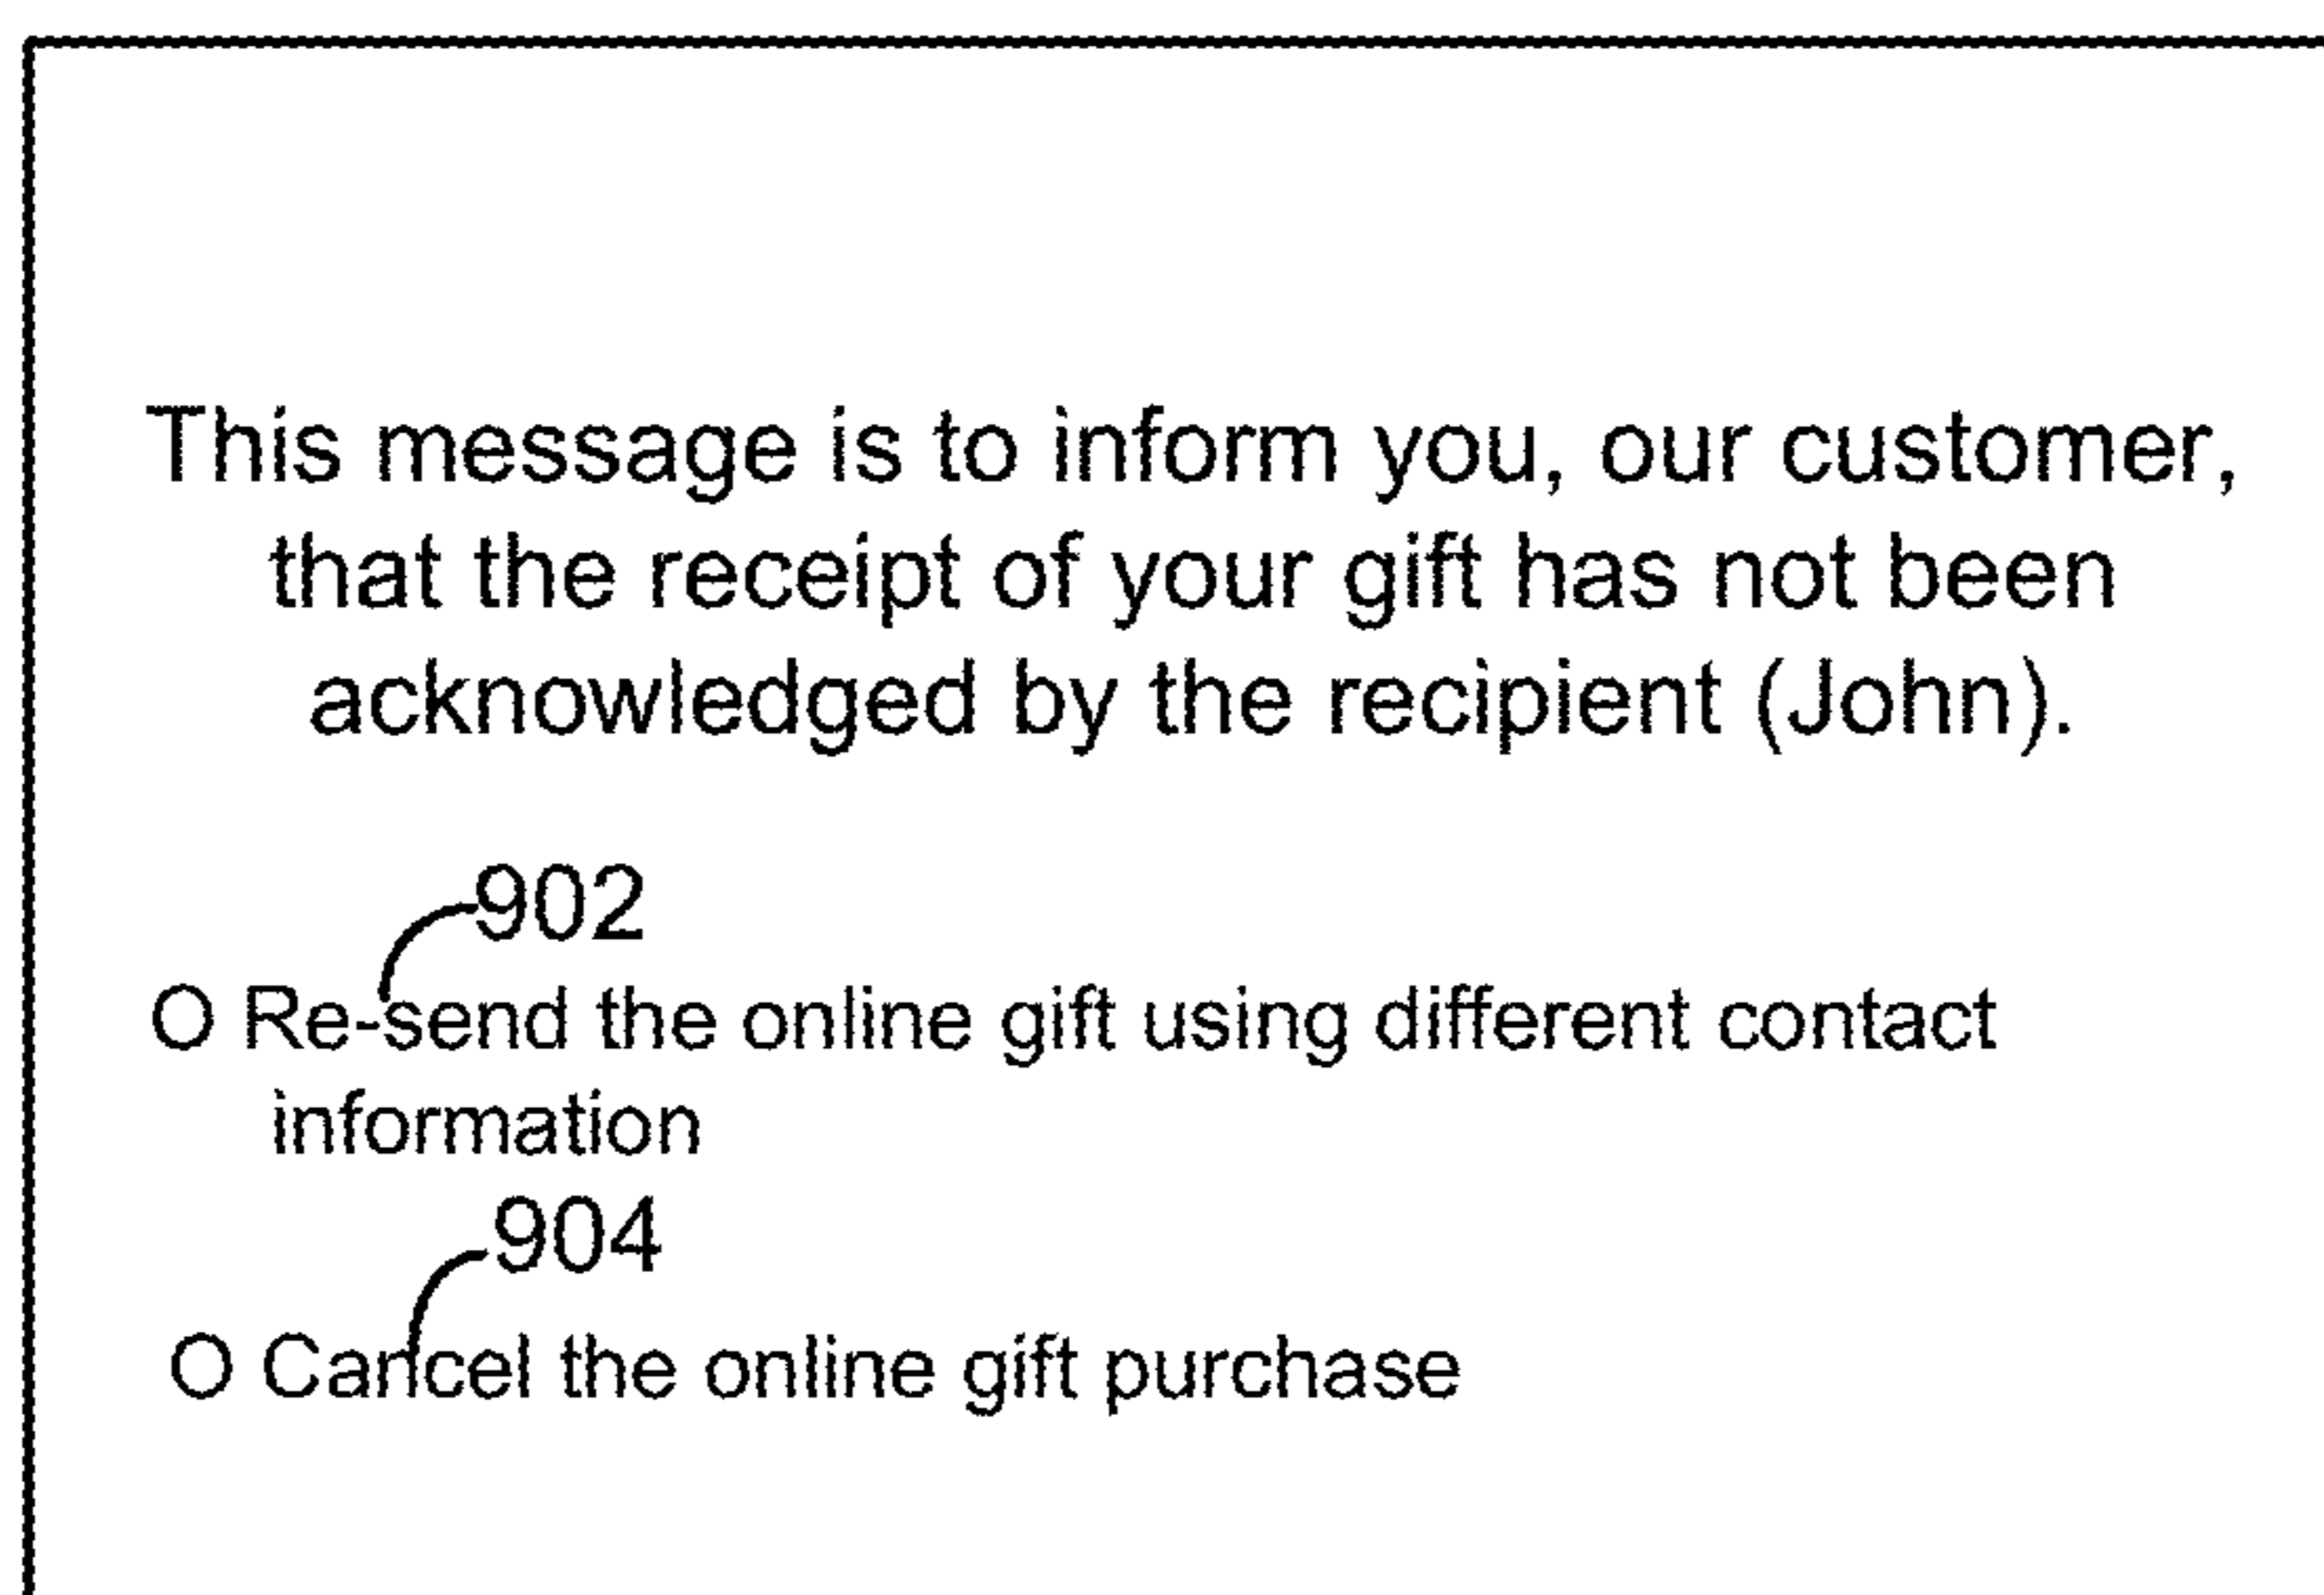 This message is to inform you, our customer,
that the receipt of your gift has not been
acknowledged by the recipient (John).
902
O Re-send the online gift using different contact
information
904
O Cancel the online gift purchase